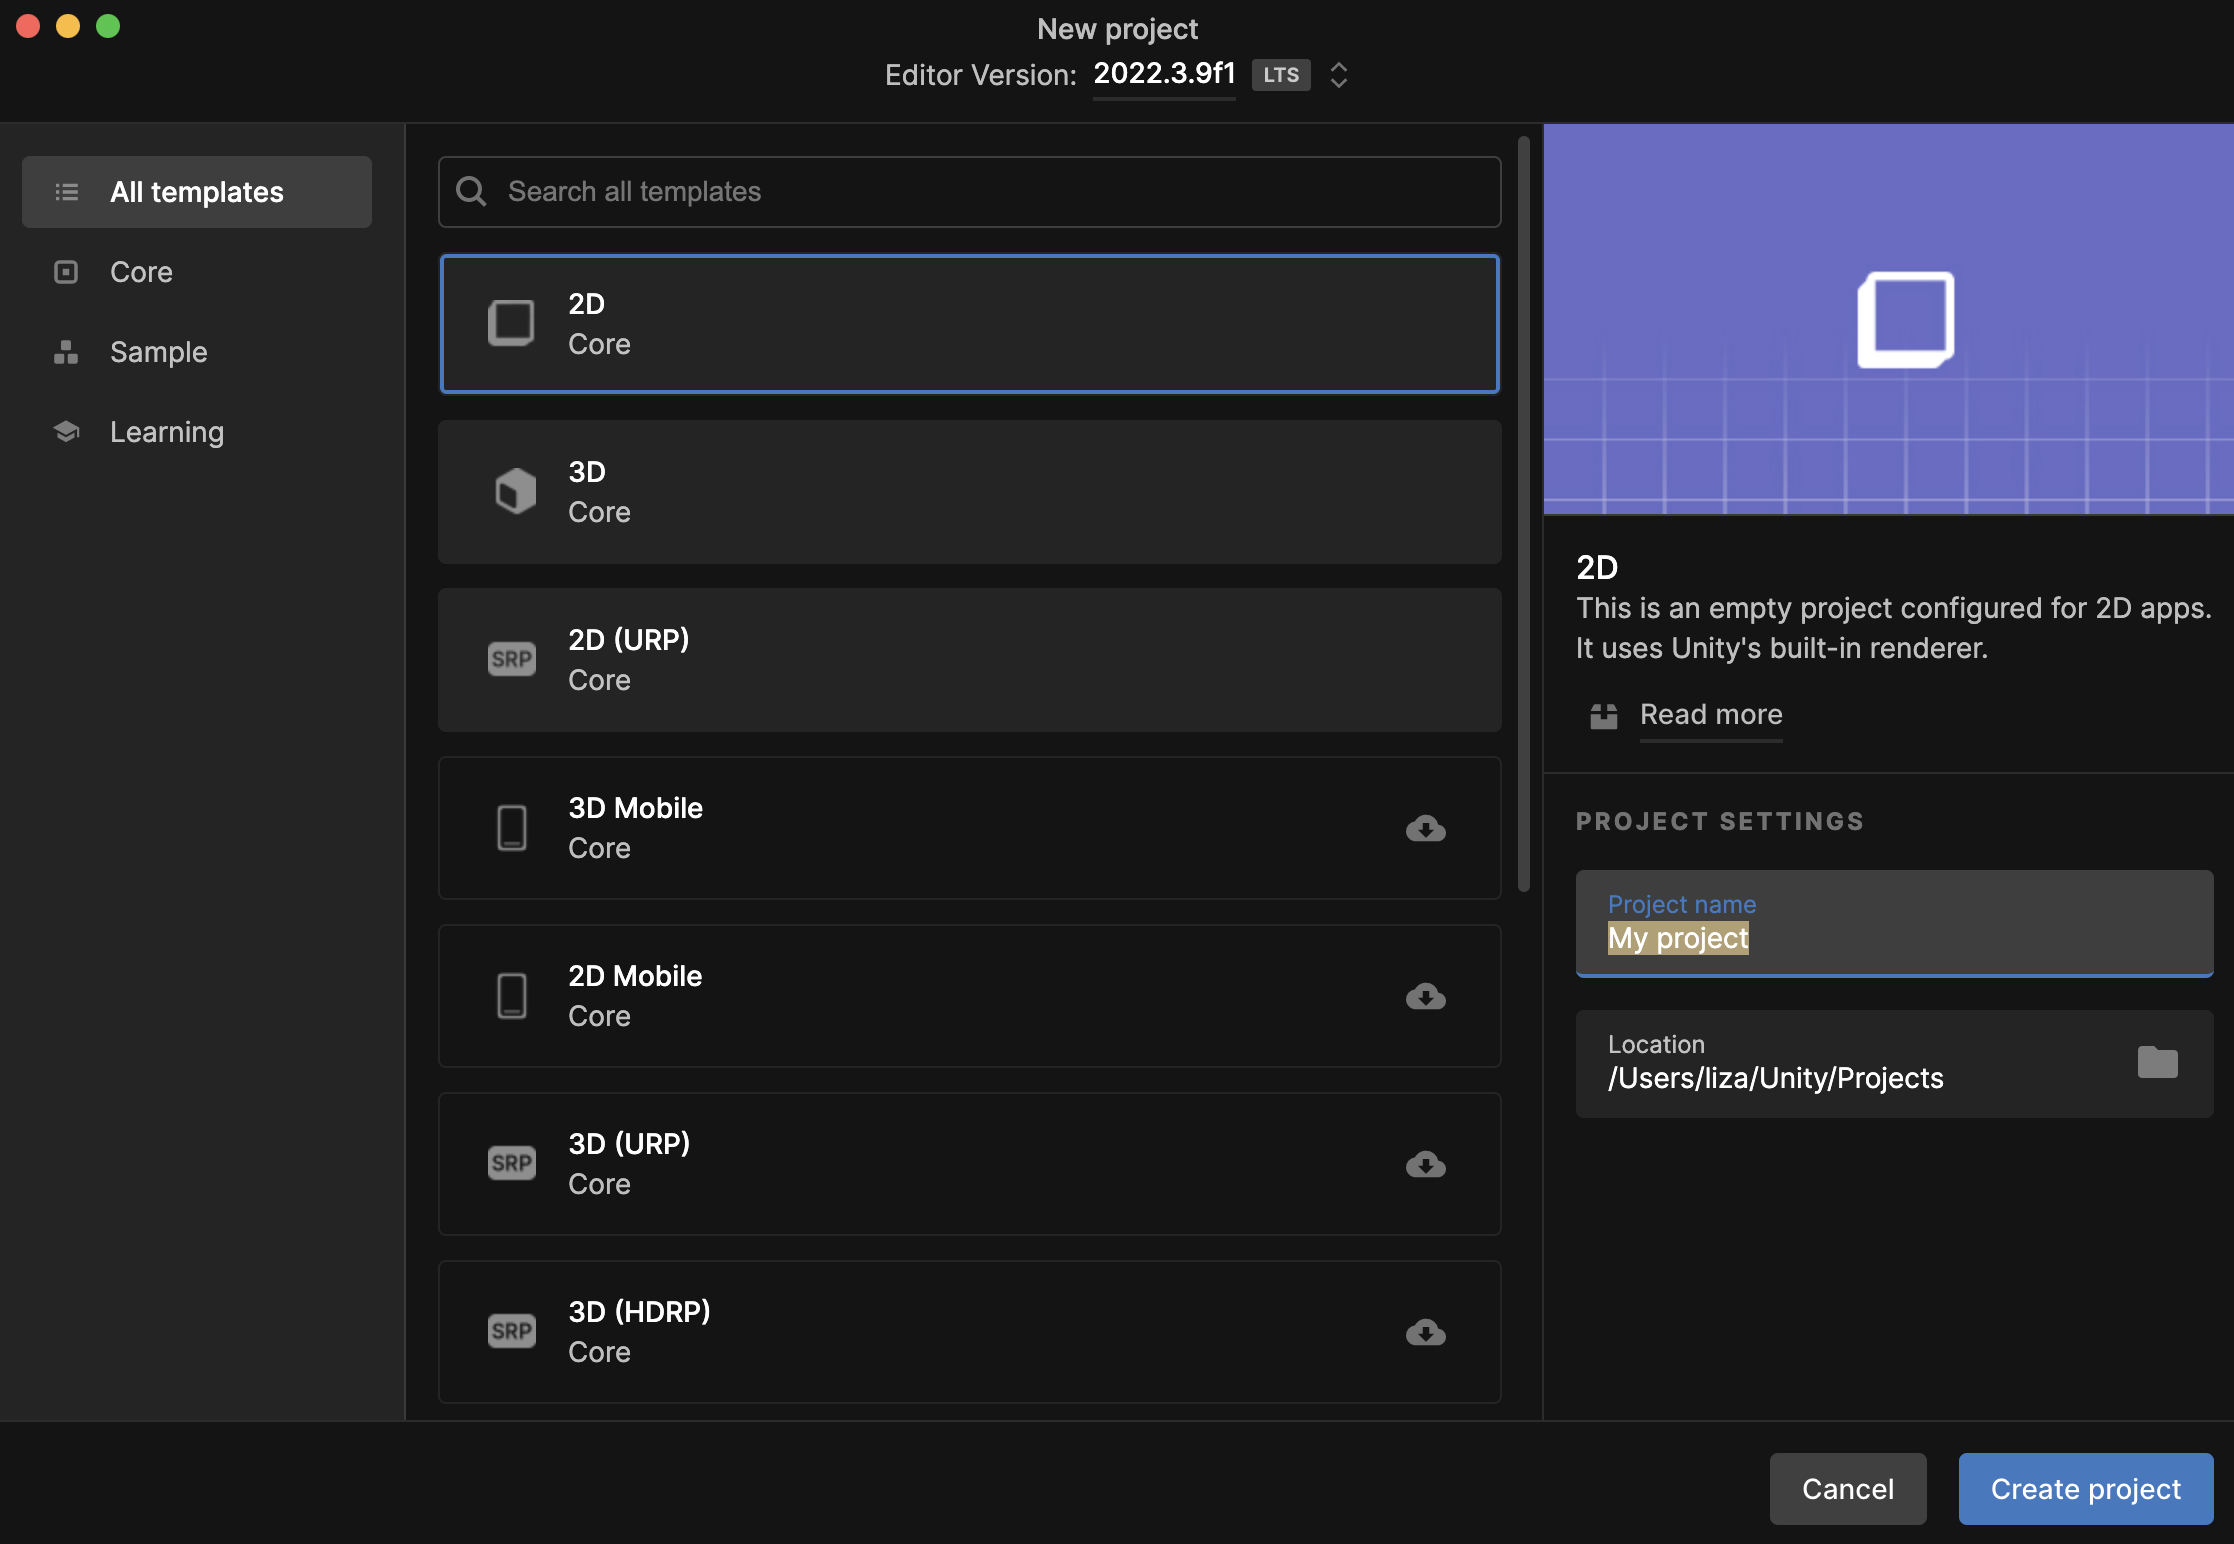 New project
Editor Version: 2022.3.9f1 LTS
All templates
Core
Sample
Learning
Search all templates
2D
Core
3D
Core
SRP
2D (URP)
Core
3D Mobile
Core
2D Mobile
Core
SRP
3D (URP)
Core
SRP
3D (HDRP)
Core
2D
This is an empty project configured for 2D apps.
It uses Unity's built-in renderer.
Read more
PROJECT SETTINGS
Project name
My project
Location
/Users/liza/Unity/Projects
Cancel
Create project